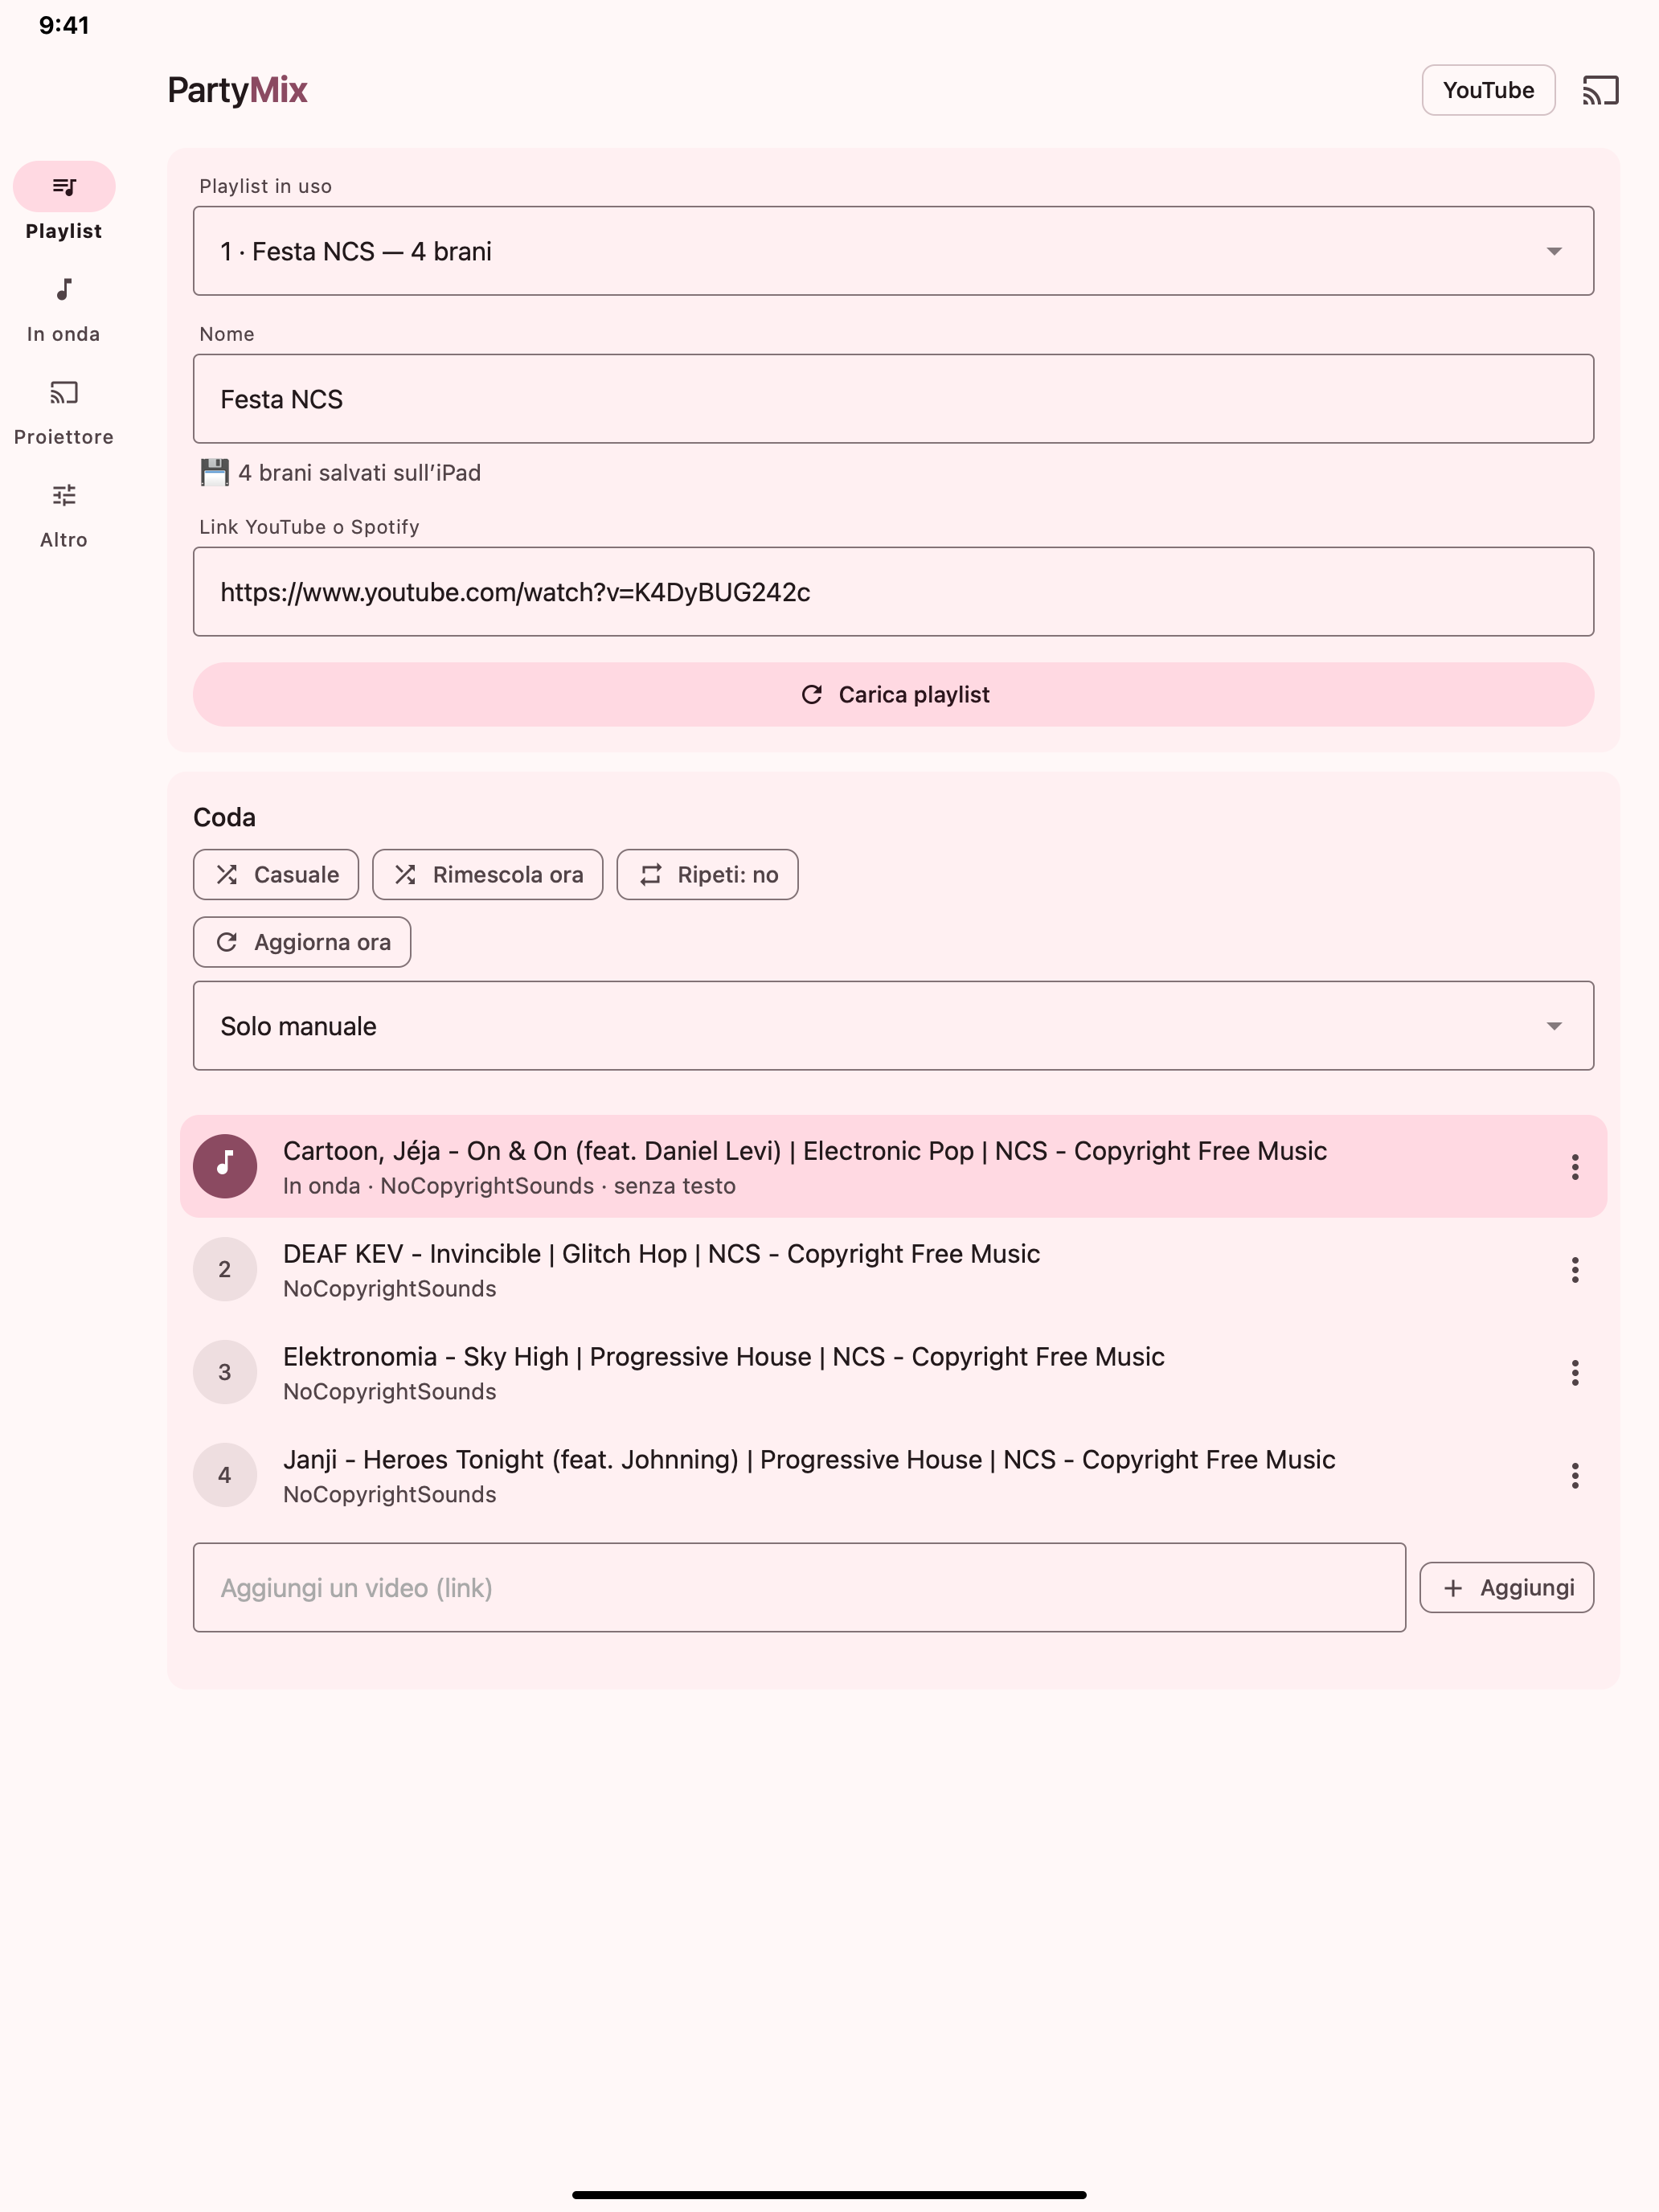 9:41
PartyMix
YouTube
Playlist
In onda
Proiettore
Altro
Playlist in uso
1 · Festa NCS — 4 brani
Nome
Festa NCS
💾 4 brani salvati sull’iPad
Link YouTube o Spotify
https://www.youtube.com/watch?v=K4DyBUG242c
Carica playlist
Coda
Casuale
Rimescola ora
Ripeti: no
Aggiorna ora
Solo manuale
Cartoon, Jéja - On & On (feat. Daniel Levi) | Electronic Pop | NCS - Copyright Free Music
In onda · NoCopyrightSounds · senza testo
2
DEAF KEV - Invincible | Glitch Hop | NCS - Copyright Free Music
NoCopyrightSounds
3
Elektronomia - Sky High | Progressive House | NCS - Copyright Free Music
NoCopyrightSounds
4
Janji - Heroes Tonight (feat. Johnning) | Progressive House | NCS - Copyright Free Music
NoCopyrightSounds
Aggiungi un video (link)
Aggiungi